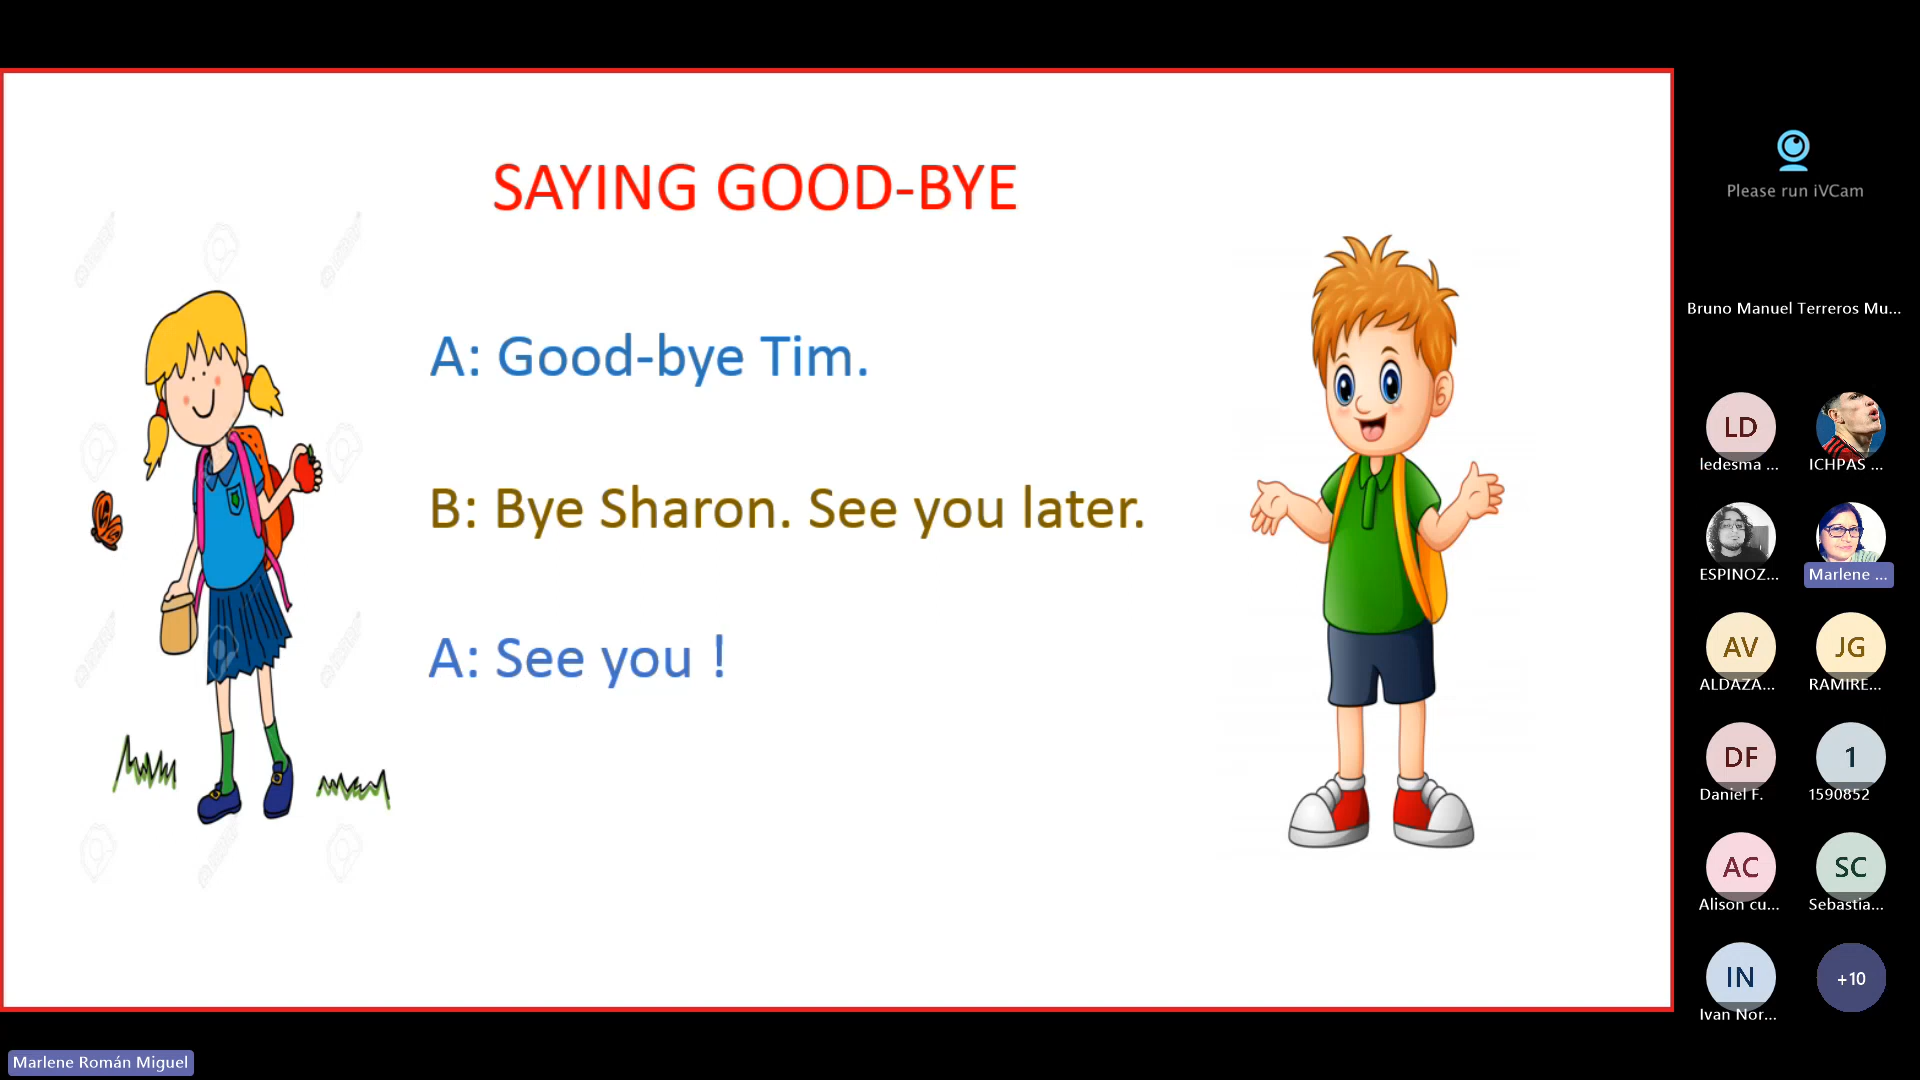 SAYING GOOD-BYE
A: Good-bye Tim.
B: Bye Sharon. See you later.
A: See you !
Please run iVCam
Bruno Manuel Terreros Mu...
LD
ledesma ...
ICHPAS ...
ESPINOZ...
Marlene ...
AV
ALDAZA...
JG
RAMIRE...
DF
Daniel F.
1
1590852
AC
Alison cu...
SC
Sebastia...
IN
Ivan Nor...
+10
Marlene Román Miguel